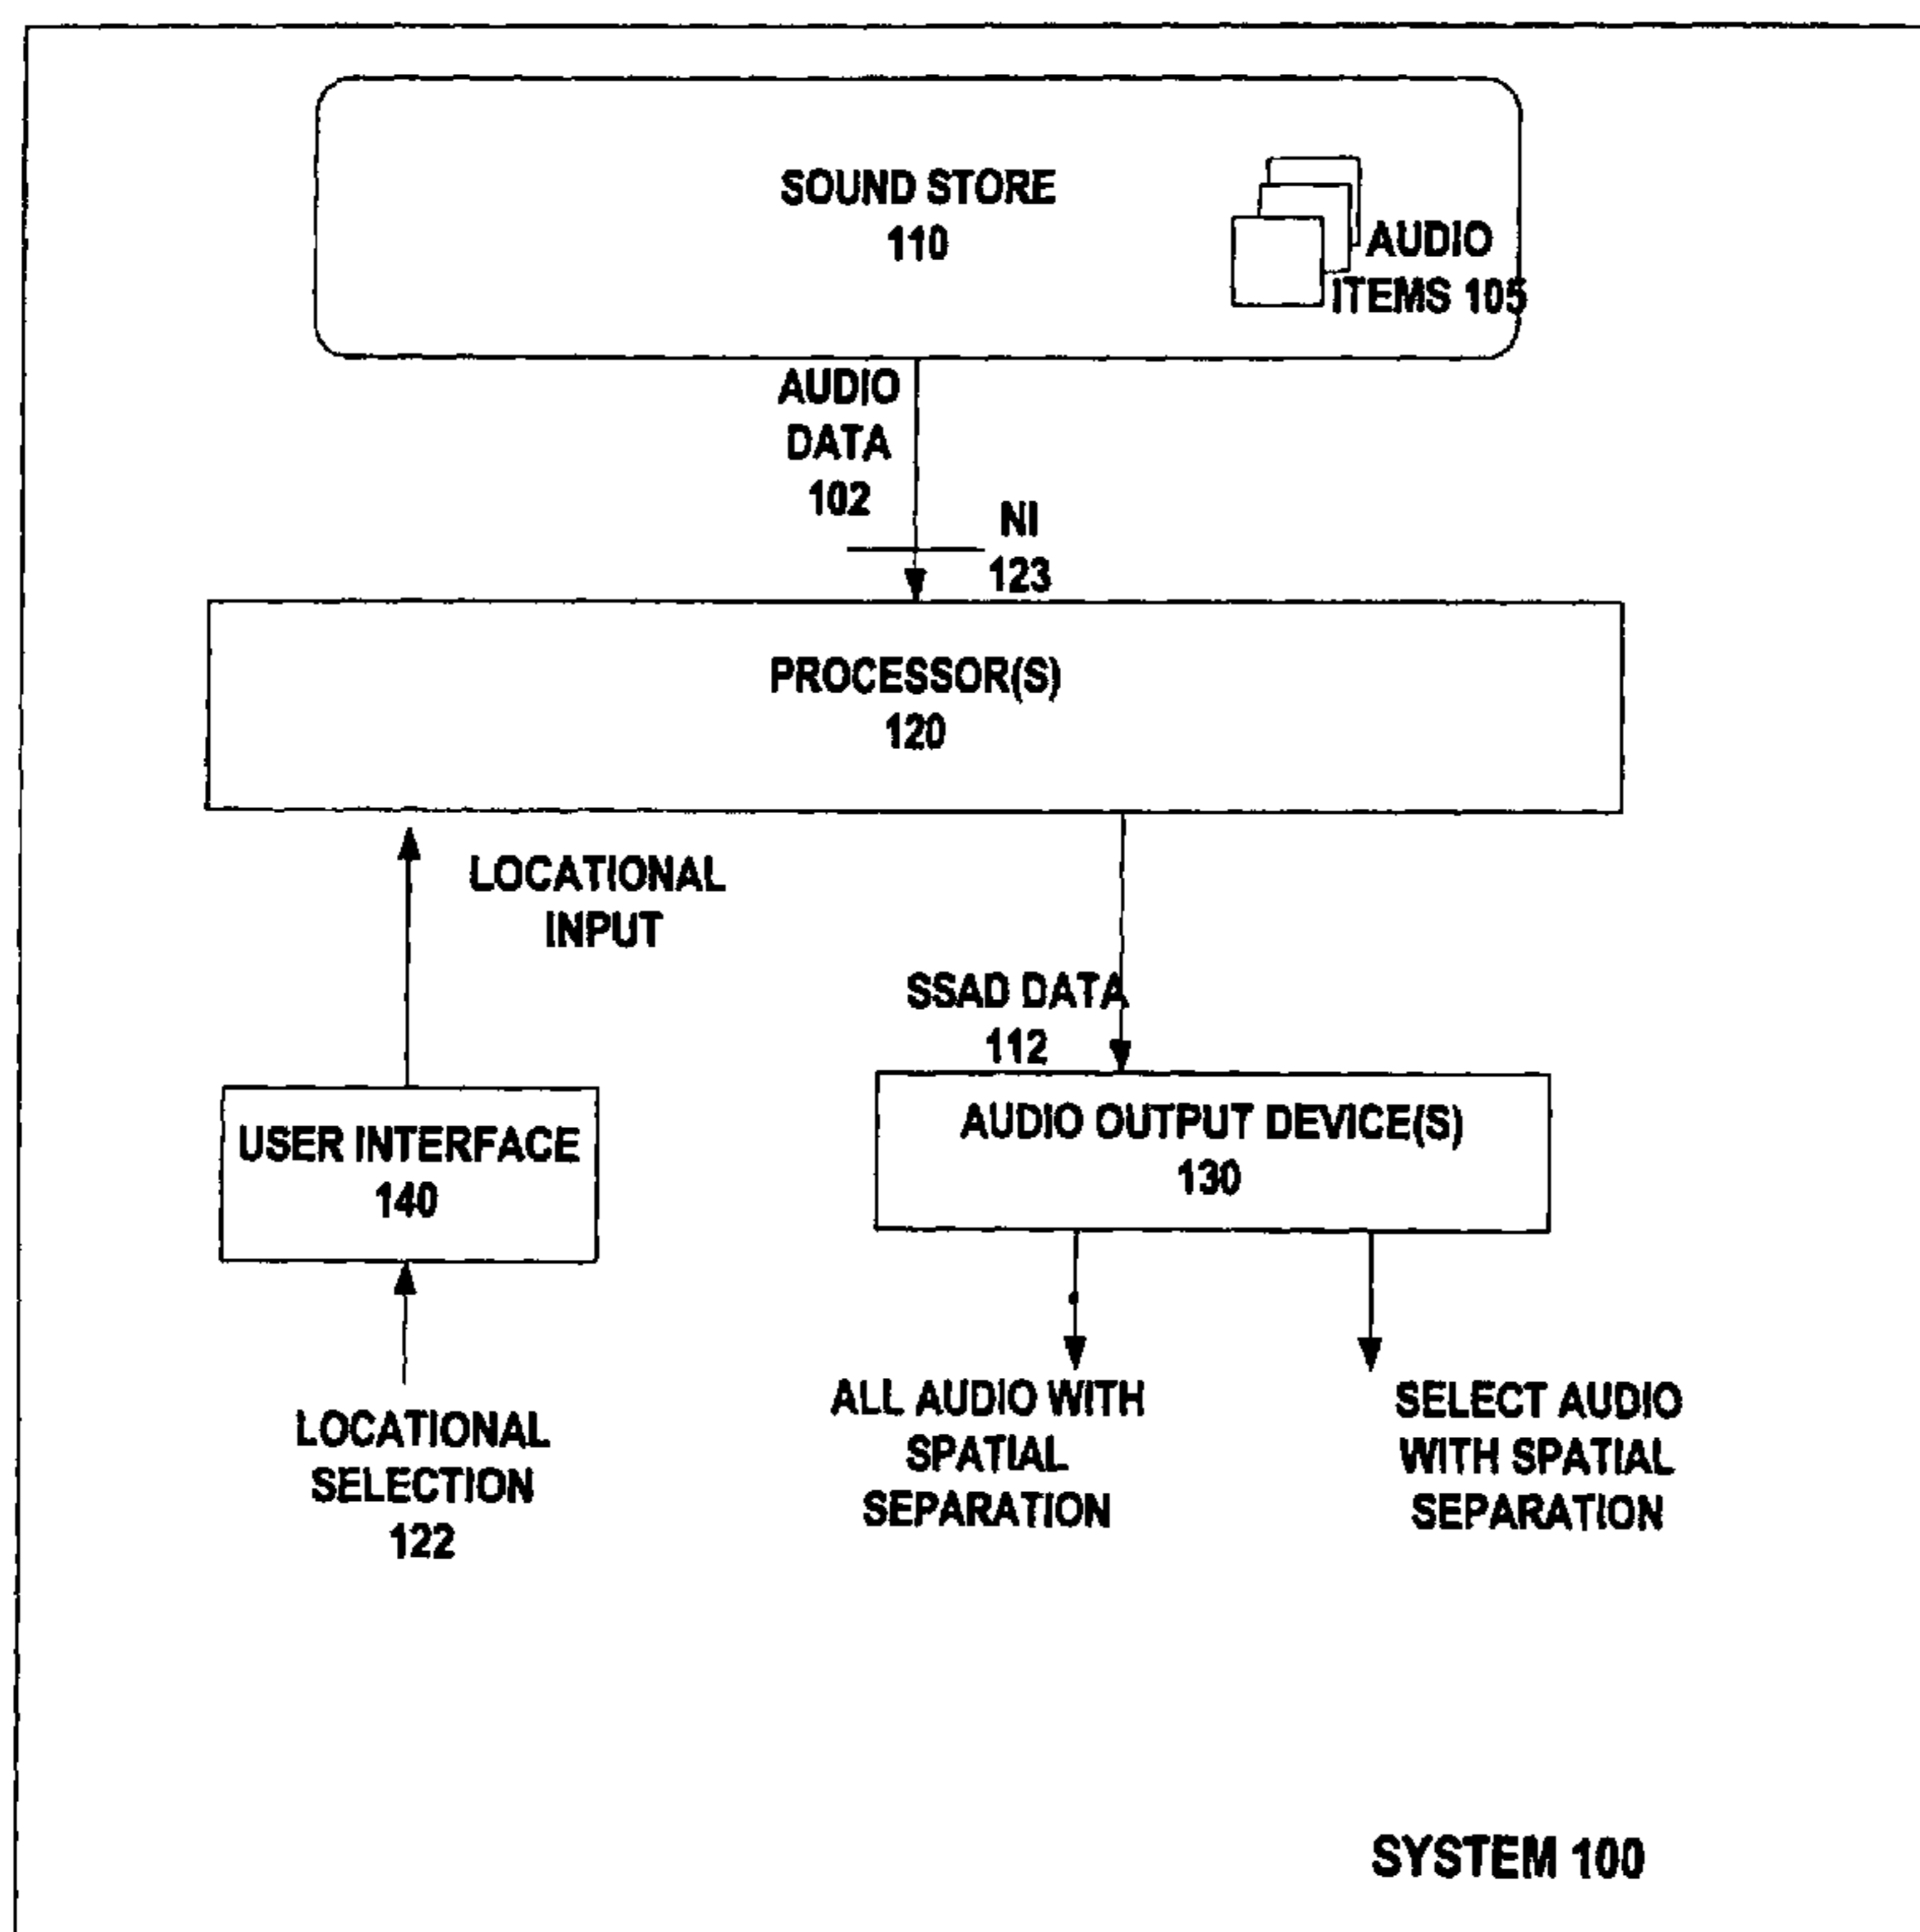 SOUND STORE
110
AUDIO
ITEMS 105
AUDIO
DATA
102
NI
123
PROCESSOR(S)
120
LOCATIONAL
INPUT
SSAD DATA
112
USER INTERFACE
140
AUDIO OUTPUT DEVICE(S)
130
LOCATIONAL
SELECTION
122
ALL AUDIO WITH
SPATIAL
SEPARATION
SELECT AUDIO
WITH SPATIAL
SEPARATION
SYSTEM 100